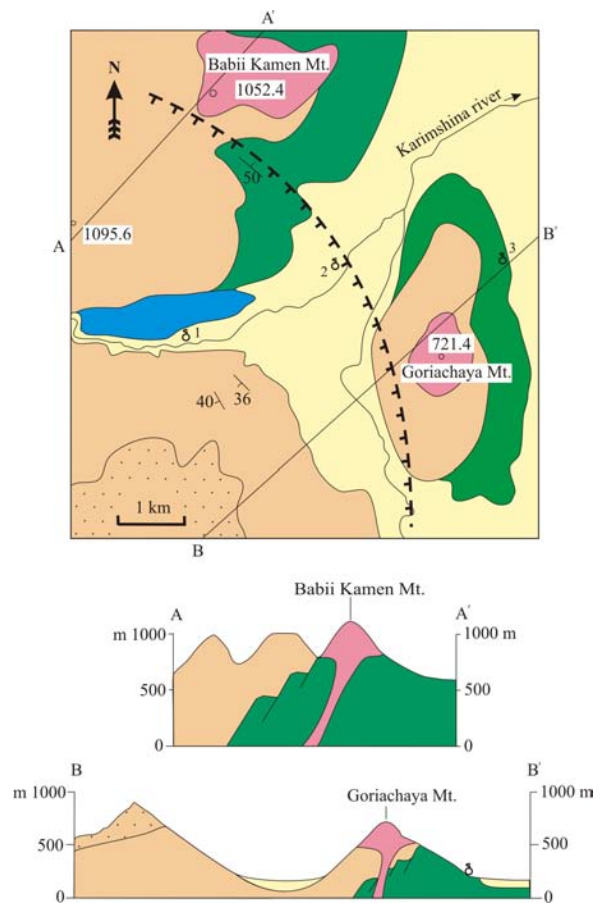 A'
Babii Kamen Mt.
1052.4
N
Karimshina river
50
B'
A
1095.6
3
2
1
721.4
Goriachaya Mt.
40
36
1 km
B
Babii Kamen Mt.
A
A'
m 1000
1000 m
500
500
0
0
B
B'
m 1000
Goriachaya Mt.
1000 m
500
500
0
0